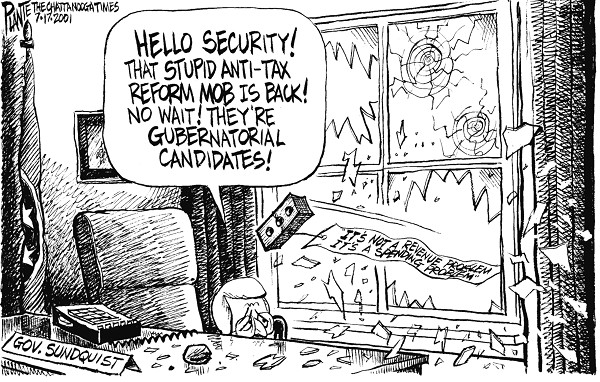 PLANTE
THE CHATTANOOGA TIMES
7-17-2001
HELLO SECURITY!
THAT STUPID ANTI-TAX
REFORM MOB IS BACK!
NO WAIT! THEY'RE
GUBERNATORIAL
CANDIDATES!
IT'S NOT A REVENUE PROBLEM
IT'S A SPENDING PROBLEM"
GOV. SUNDQUIST